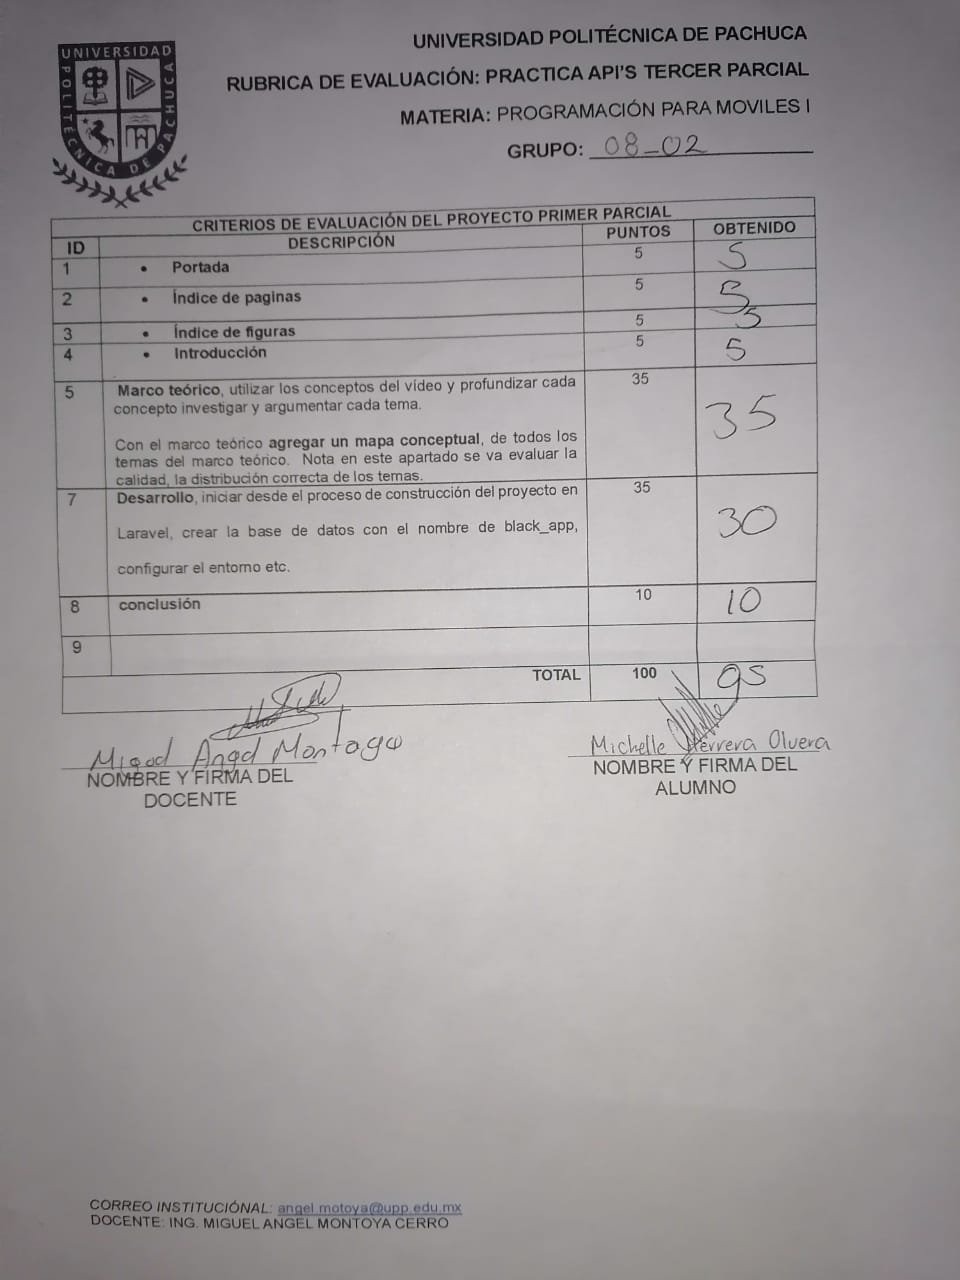 UNIVERSIDAD POLITÉCNICA DE PACHUCA
UNIVERSIDAD POLITÉCNICA DE PACHUCA
RUBRICA DE EVALUACIÓN: PRACTICA API'S TERCER PARCIAL
MATERIA: PROGRAMACIÓN PARA MOVILES I
GRUPO: 08_02
CRITERIOS DE EVALUACIÓN DEL PROYECTO PRIMER PARCIAL
ID DESCRIPCIÓN PUNTOS OBTENIDO
1 • Portada 5 5
2 • Índice de paginas 5 5
3 • Índice de figuras 5 5
4 • Introducción 5 5
5 Marco teórico, utilizar los conceptos del vídeo y profundizar cada 35 35
concepto investigar y argumentar cada tema.
Con el marco teórico agregar un mapa conceptual, de todos los
temas del marco teórico. Nota en este apartado se va evaluar la
calidad, la distribución correcta de los temas.
7 Desarrollo, iniciar desde el proceso de construcción del proyecto en 35 30
Laravel, crear la base de datos con el nombre de black_app,
configurar el entorno etc.
8 conclusión 10 10
9
TOTAL 100 95
Miguel Angel Montoya
NOMBRE Y FIRMA DEL
DOCENTE
Michelle Herrera Olvera
NOMBRE Y FIRMA DEL
ALUMNO
CORREO INSTITUCIÓNAL: angel.motoya@upp.edu.mx
DOCENTE: ING. MIGUEL ANGEL MONTOYA CERRO